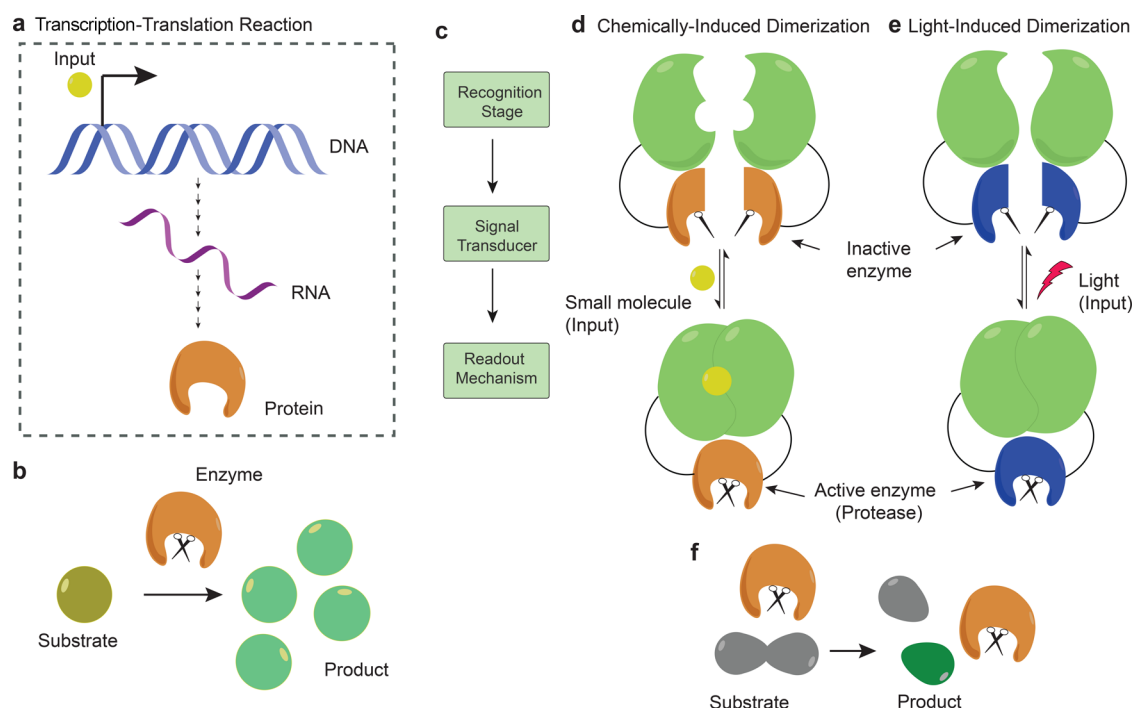 a Transcription-Translation Reaction
Input
DNA
RNA
Protein
b
Enzyme
Substrate
Product
c
Recognition
Stage
Signal
Transducer
Readout
Mechanism
d Chemically-Induced Dimerization
e Light-Induced Dimerization
Inactive
enzyme
Small molecule
(Input)
Light
(Input)
Active enzyme
(Protease)
f
Substrate
Product